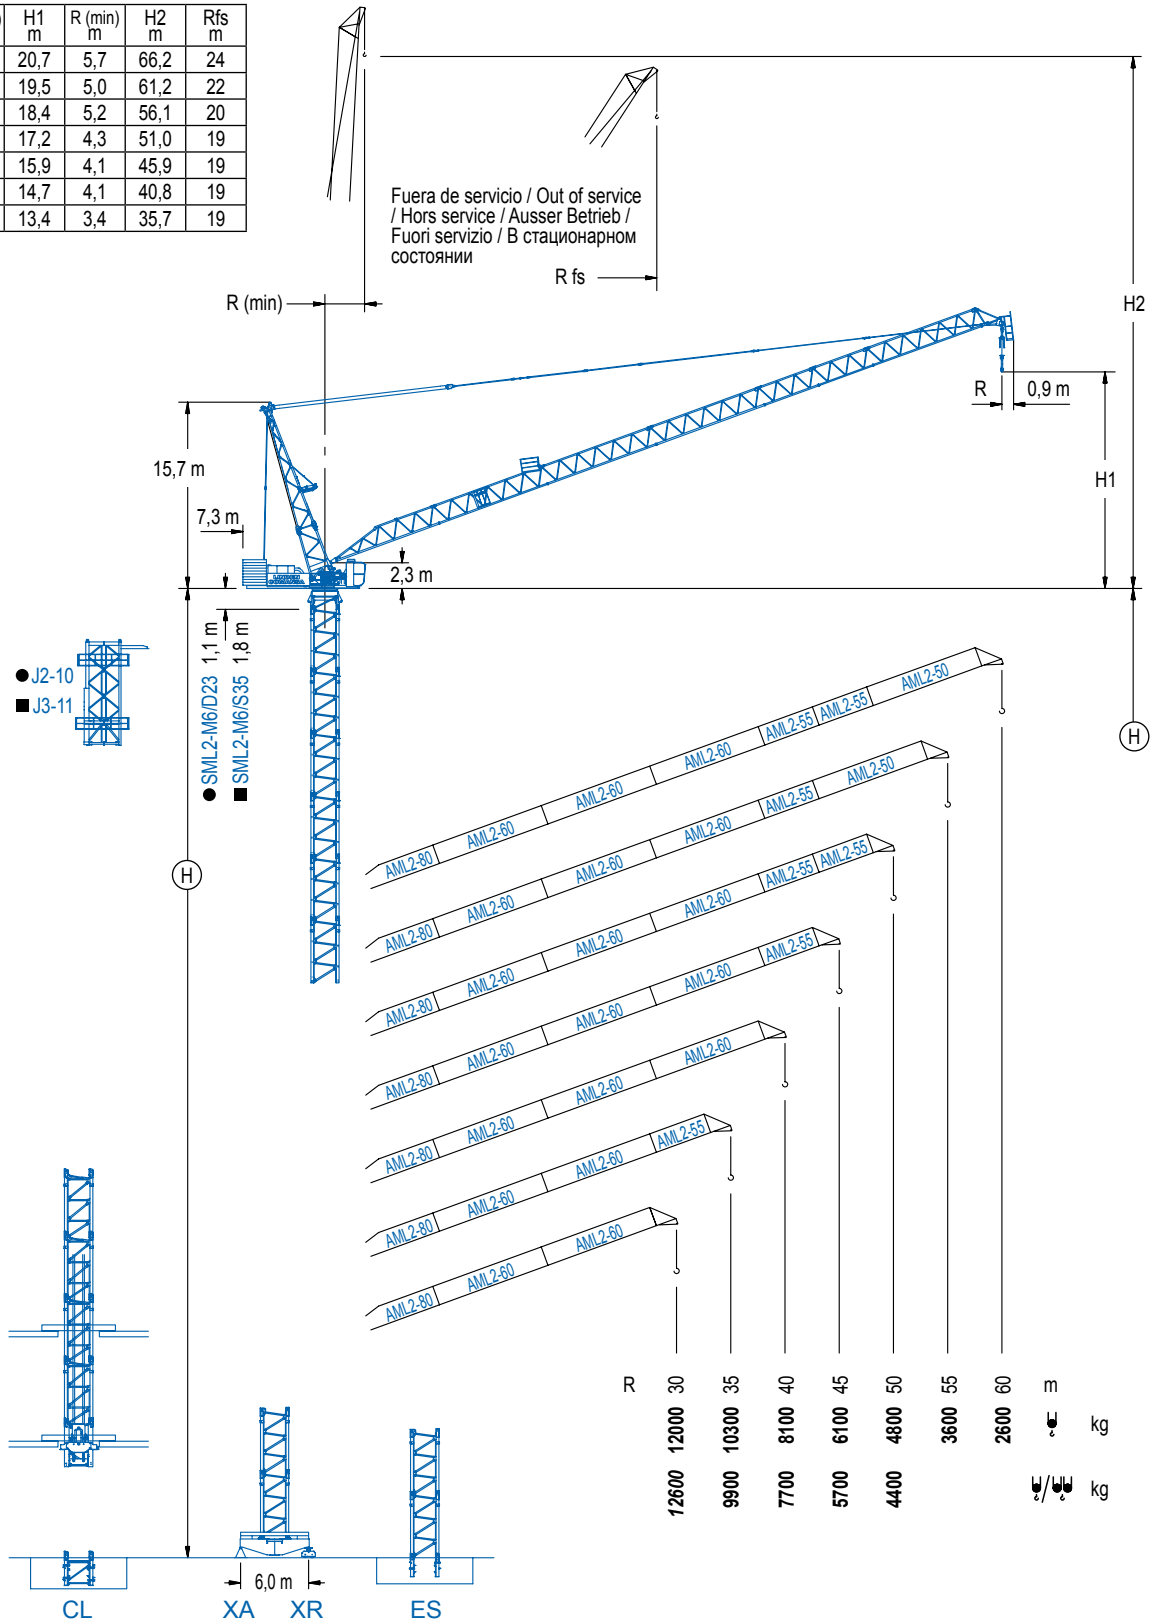 H1 R (min) H2 Rfs
m m m m
20,7 5,7 66,2 24
19,5 5,0 61,2 22
18,4 5,2 56,1 20
17,2 4,3 51,0 19
15,9 4,1 45,9 19
14,7 4,1 40,8 19
13,4 3,4 35,7 19
Fuera de servicio / Out of service
/ Hors service / Ausser Betrieb /
Fuori servizio / В стационарном
состоянии
R fs
R (min)
H2
R 0,9 m
H1
15,7 m
7,3 m
2,3 m
LINDEN
COMANSA
J2-10
J3-11
SML2-M6/D23 1,1 m
SML2-M6/S35 1,8 m
H
H
AML2-80 AML2-60 AML2-60 AML2-60 AML2-55 AML2-55 AML2-50
AML2-80 AML2-60 AML2-60 AML2-60 AML2-55 AML2-50
AML2-80 AML2-60 AML2-60 AML2-60 AML2-55 AML2-55
AML2-80 AML2-60 AML2-60 AML2-60 AML2-55
AML2-80 AML2-60 AML2-60 AML2-60
AML2-80 AML2-60 AML2-60 AML2-55
AML2-80 AML2-60 AML2-60
R 30 35 40 45 50 55 60 m
12000 10300 8100 6100 4800 3600 2600 kg
12600 9900 7700 5700 4400 / kg
6,0 m
CL XA XR ES